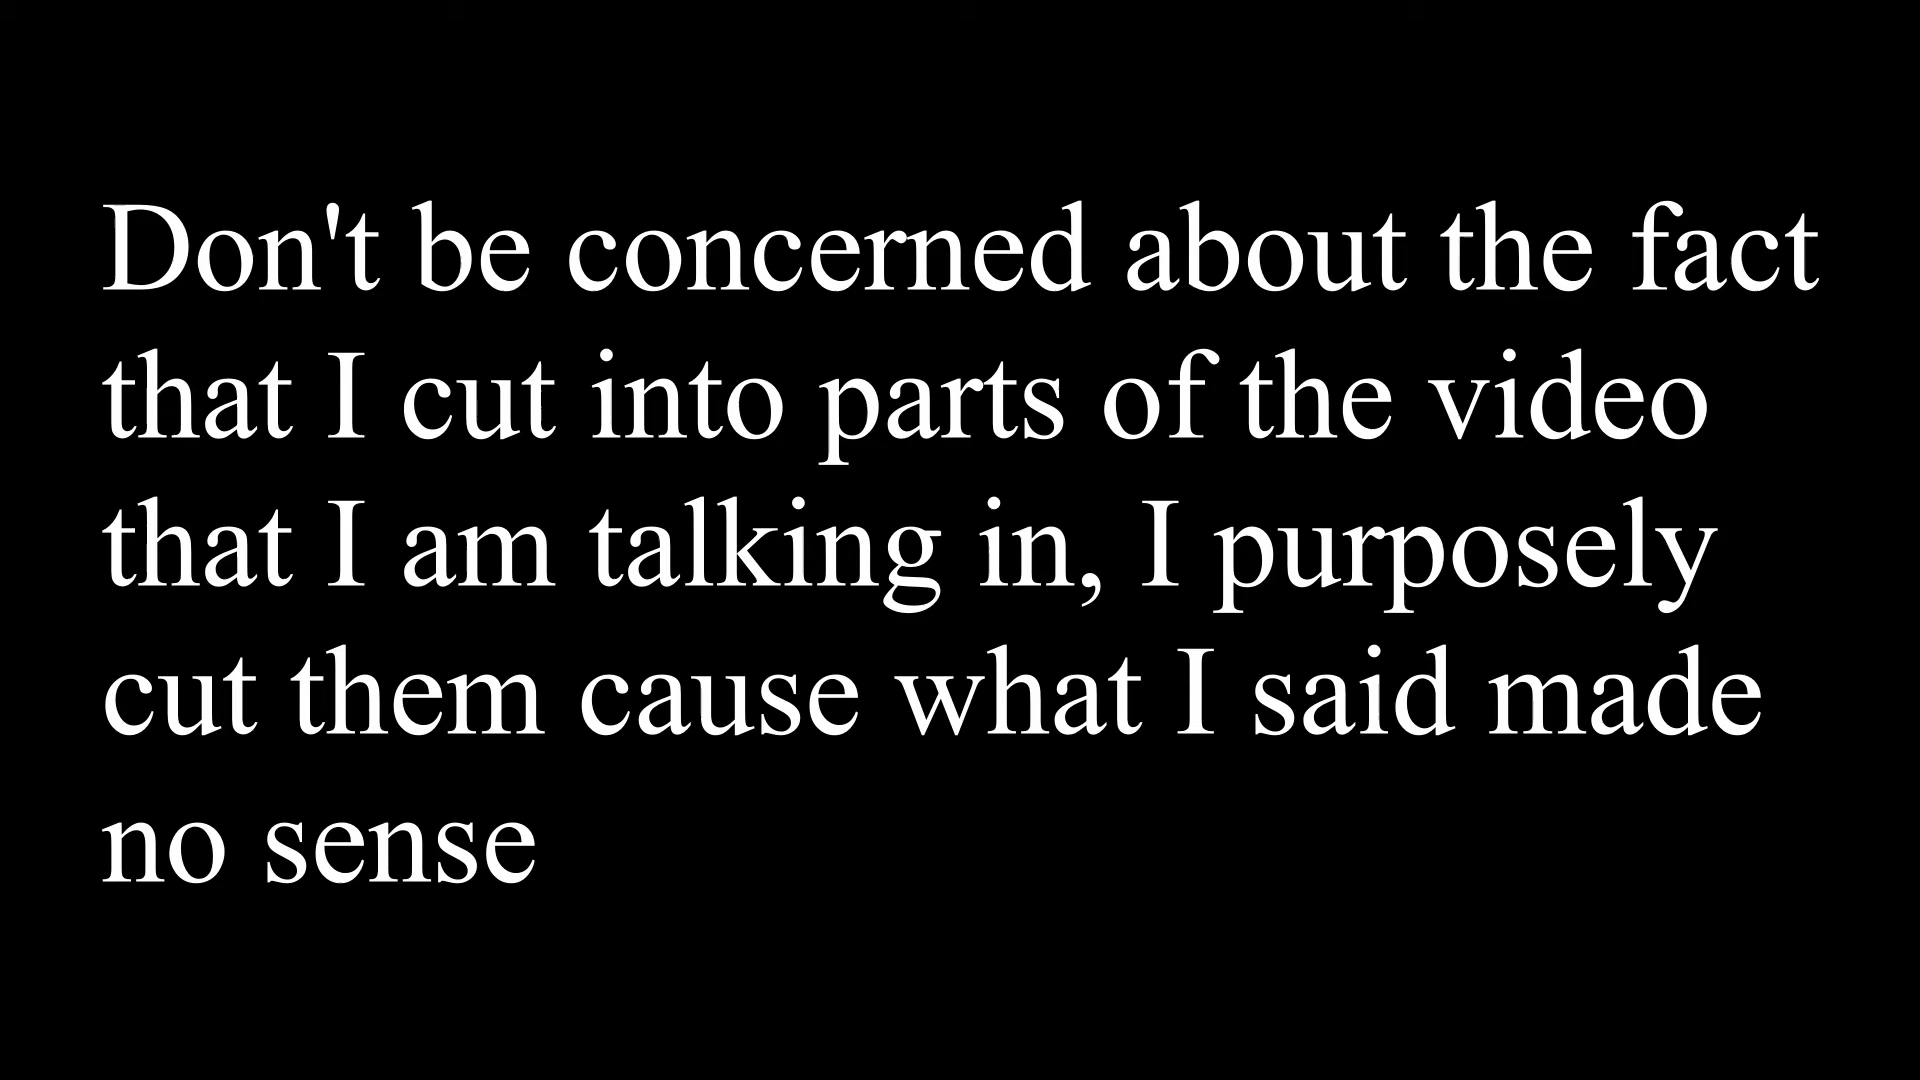 Don't be concerned about the fact
that I cut into parts of the video
that I am talking in, I purposely
cut them cause what I said made
no sense